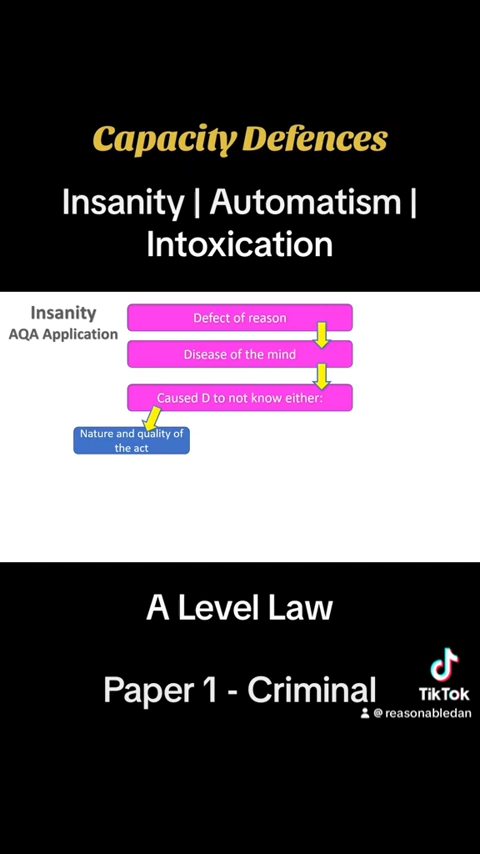 Capacity Defences
Insanity | Automatism |
Intoxication
Insanity
AQA Application
Defect of reason
Disease of the mind
Caused D to not know either:
Nature and quality of
the act
A Level Law
Paper 1 - Criminal
TikTok
@reasonabledan